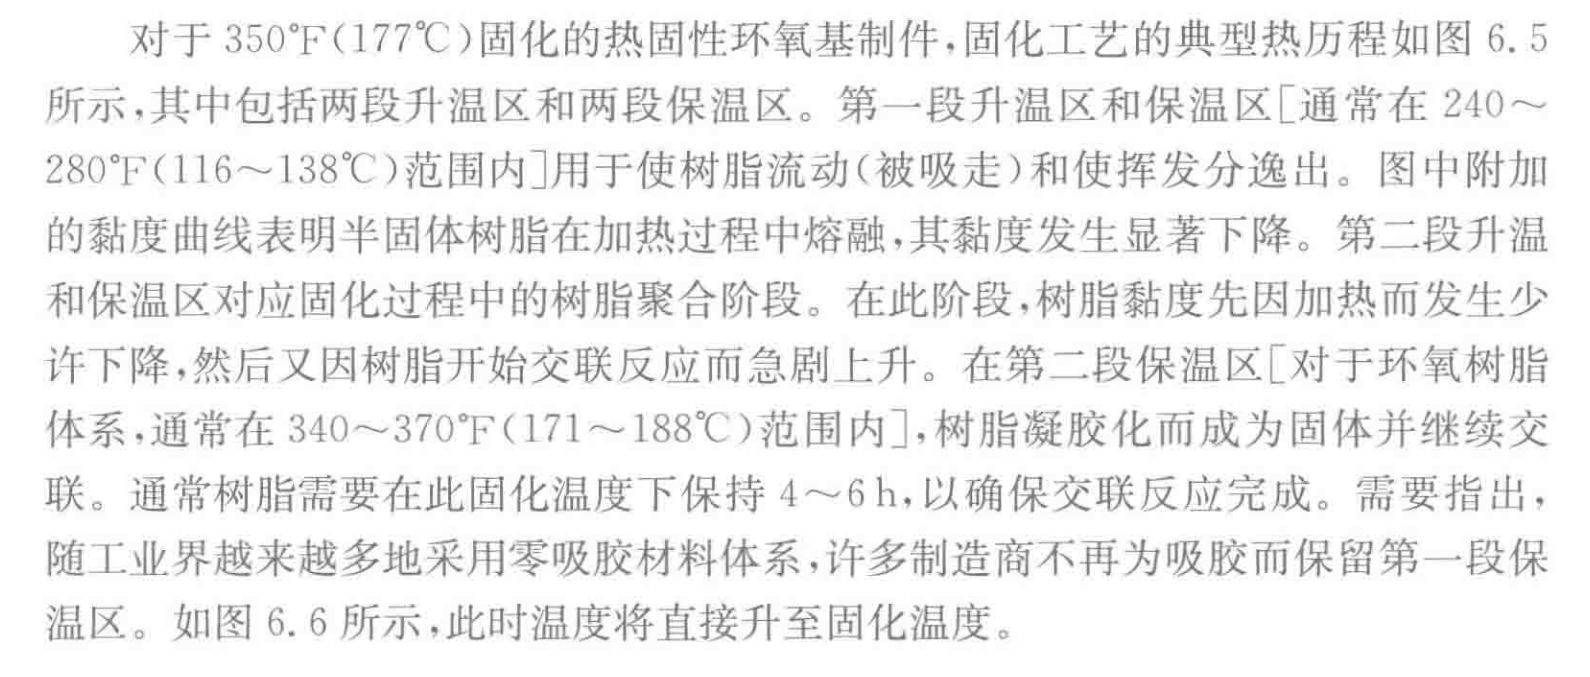 对于 350℉(177℃)固化的热固性环氧基制件,固化工艺的典型热历程如图 6.5
所示,其中包括两段升温区和两段保温区。第一段升温区和保温区[通常在 240～
280℉(116～138℃)范围内]用于使树脂流动(被吸走)和使挥发分逸出。图中附加
的黏度曲线表明半固体树脂在加热过程中熔融,其黏度发生显著下降。第二段升温
和保温区对应固化过程中的树脂聚合阶段。在此阶段,树脂黏度先因加热而发生少
许下降,然后又因树脂开始交联反应而急剧上升。在第二段保温区[对于环氧树脂
体系,通常在 340～370℉(171～188℃)范围内],树脂凝胶化而成为固体并继续交
联。通常树脂需要在此固化温度下保持 4～6 h,以确保交联反应完成。需要指出,
随工业界越来越多地采用零吸胶材料体系,许多制造商不再为吸胶而保留第一段保
温区。如图 6.6 所示,此时温度将直接升至固化温度。